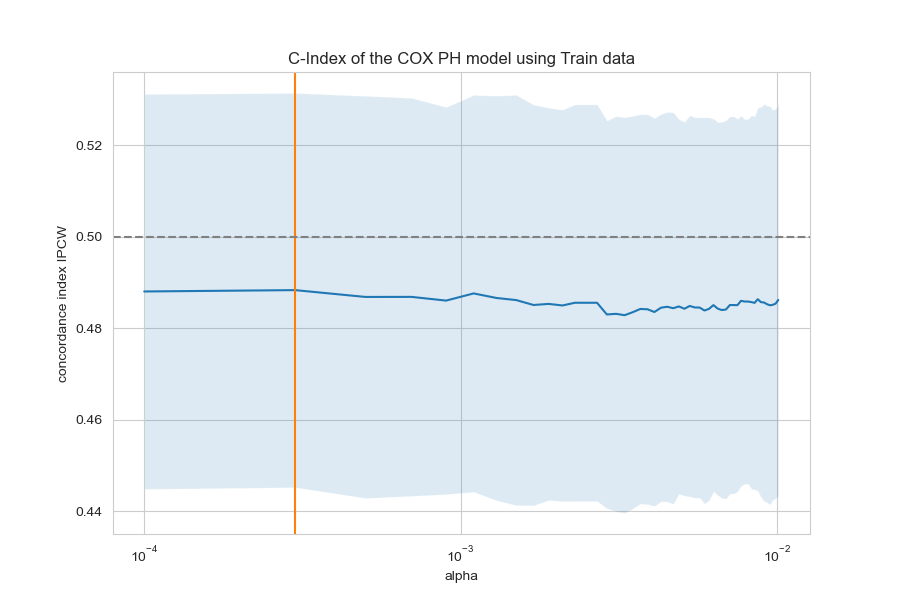 C-Index of the COX PH model using Train data
concordance index IPCW
0.52
0.50
0.48
0.46
0.44
10⁻⁴
10⁻³
10⁻²
alpha